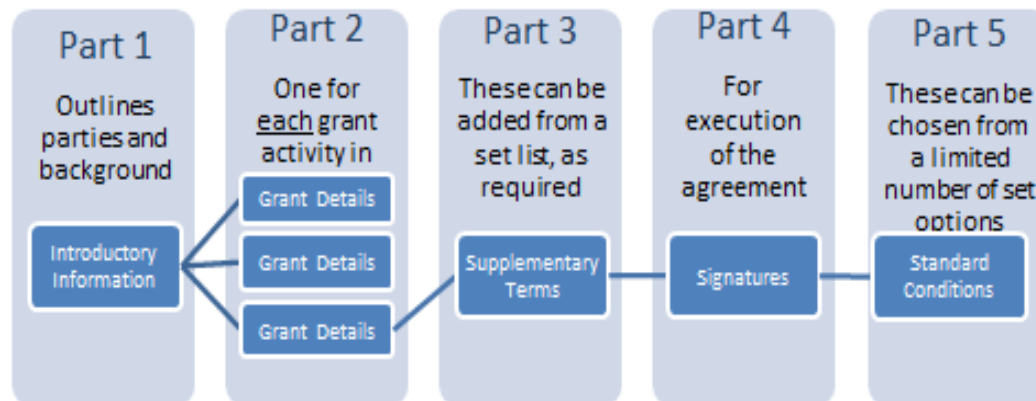 Part 1
Outlines
parties and
background
Introductory
Information
Part 2
One for
each grant
activity in
Grant Details
Grant Details
Grant Details
Part 3
These can be
added from a
set list, as
required
Supplementary
Terms
Part 4
For
execution
of the
agreement
Signatures
Part 5
These can be
chosen from
a limited
number of set
options
Standard
Conditions